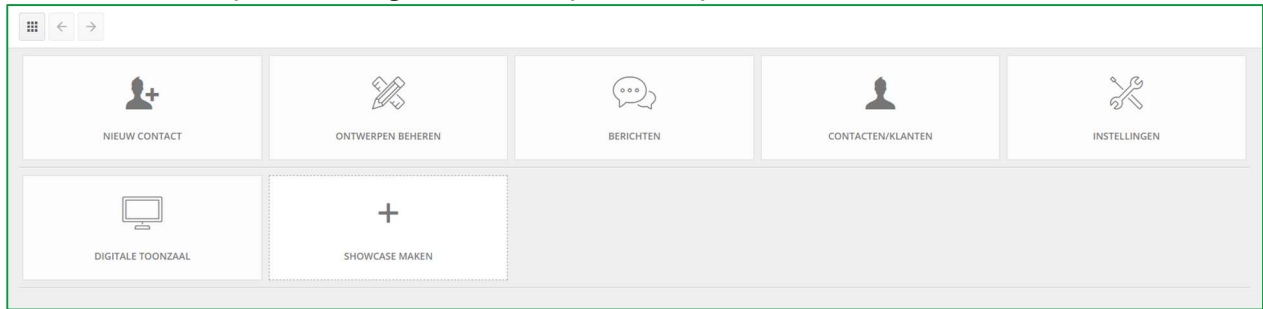 NIEUW CONTACT
ONTWERPEN BEHEREN
BERICHTEN
CONTACTEN/KLANTEN
INSTELLINGEN
DIGITALE TOONZAAL
SHOWCASE MAKEN